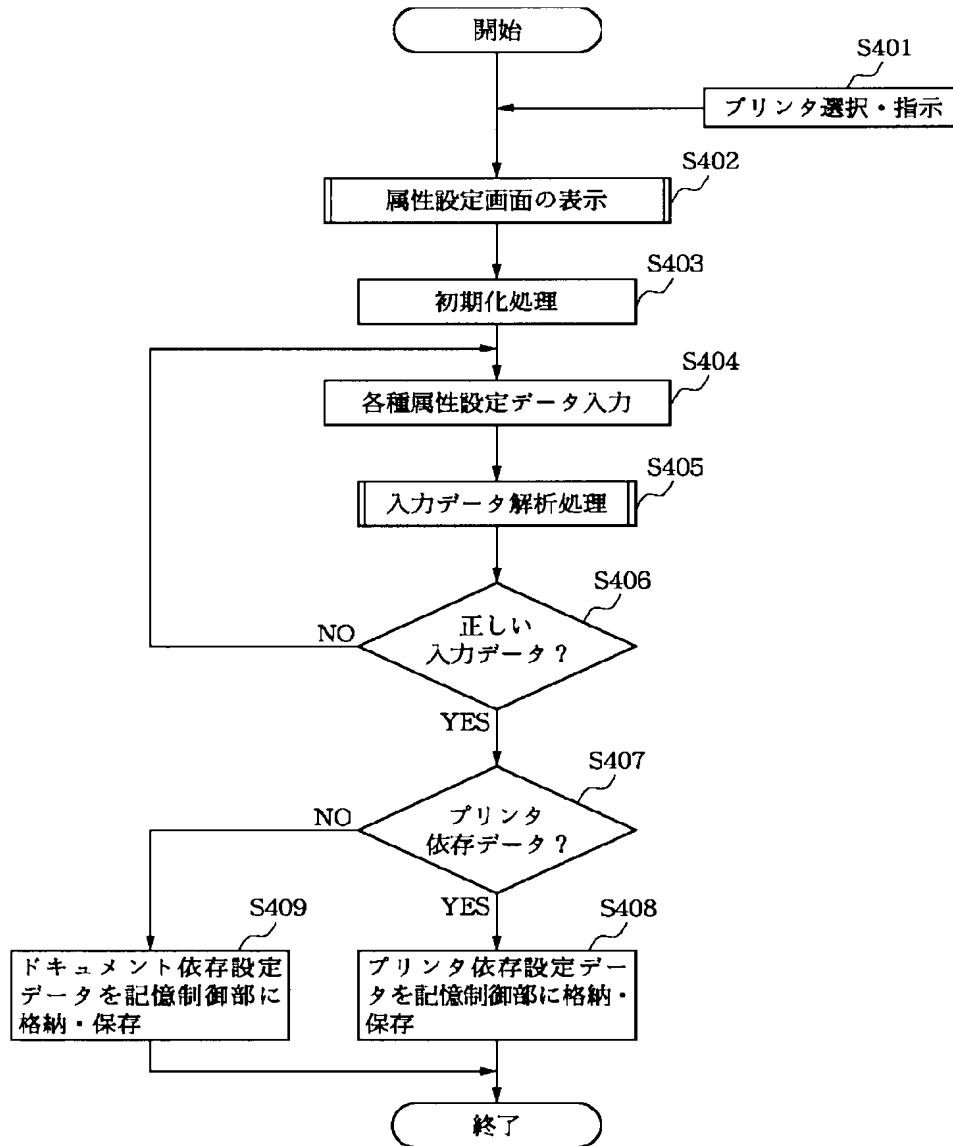 開始
S401
プリンタ選択・指示
S402
属性設定画面の表示
S403
初期化処理
S404
各種属性設定データ入力
S405
入力データ解析処理
S406
正しい
入力データ？
NO
YES
S407
プリンタ
依存データ？
NO
YES
S409
ドキュメント依存設定
データを記憶制御部に
格納・保存
S408
プリンタ依存設定デー
タを記憶制御部に格納・
保存
終了